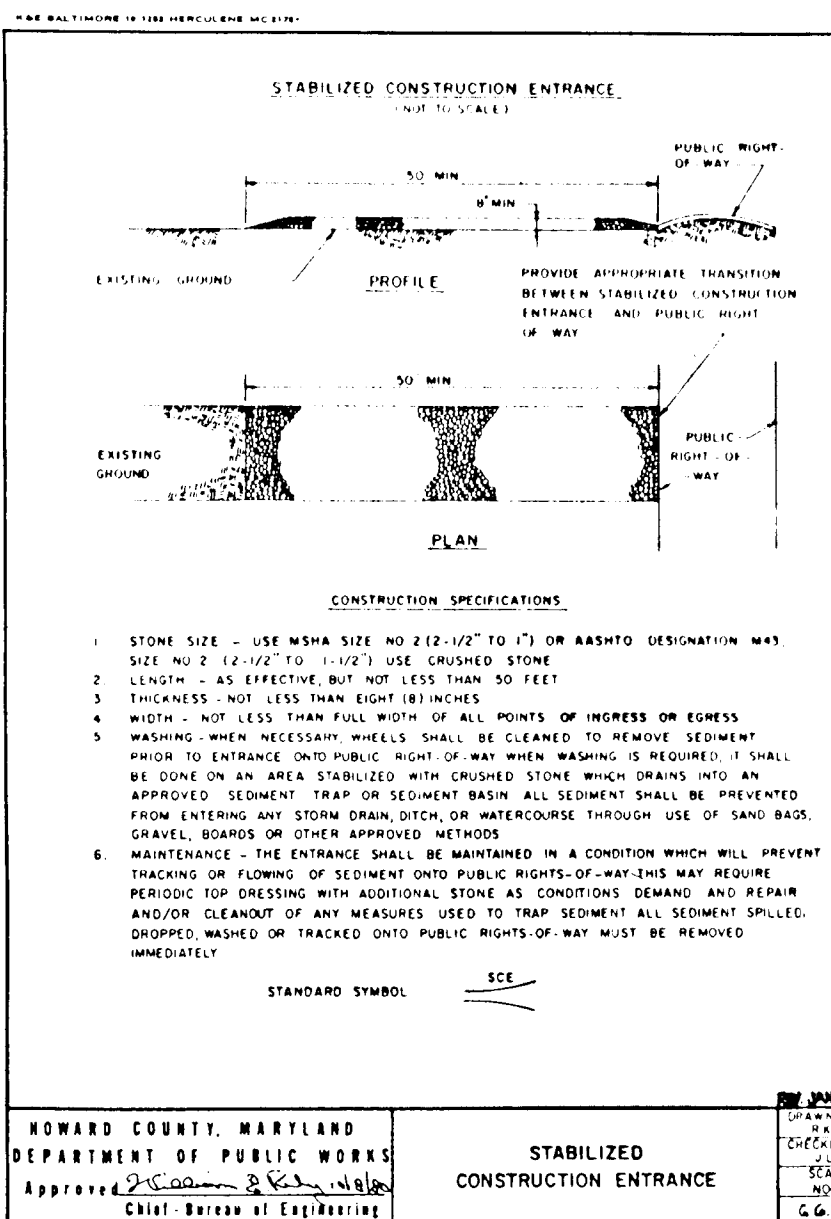 K&E BALTIMORE 19 1283 HERCULENE
STABILIZED CONSTRUCTION ENTRANCE
(NOT TO SCALE)
PUBLIC RIGHT-
OF-WAY
50' MIN
8" MIN
EXISTING GROUND
PROFILE
PROVIDE APPROPRIATE TRANSITION
BETWEEN STABILIZED CONSTRUCTION
ENTRANCE AND PUBLIC RIGHT
OF WAY
50' MIN
EXISTING
GROUND
PUBLIC-
RIGHT-OF-
-WAY
PLAN
CONSTRUCTION SPECIFICATIONS
1 STONE SIZE - USE MSHA SIZE NO 2 (2-1/2" TO 1") OR AASHTO DESIGNATION M43,
SIZE NO 2 (2-1/2" TO 1-1/2") USE CRUSHED STONE
2. LENGTH - AS EFFECTIVE, BUT NOT LESS THAN 50 FEET
3 THICKNESS - NOT LESS THAN EIGHT (8) INCHES
4 WIDTH - NOT LESS THAN FULL WIDTH OF ALL POINTS OF INGRESS OR EGRESS
5 WASHING - WHEN NECESSARY, WHEELS SHALL BE CLEANED TO REMOVE SEDIMENT
PRIOR TO ENTRANCE ONTO PUBLIC RIGHT-OF-WAY WHEN WASHING IS REQUIRED, IT SHALL
BE DONE ON AN AREA STABILIZED WITH CRUSHED STONE WHICH DRAINS INTO AN
APPROVED SEDIMENT TRAP OR SEDIMENT BASIN ALL SEDIMENT SHALL BE PREVENTED
FROM ENTERING ANY STORM DRAIN, DITCH, OR WATERCOURSE THROUGH USE OF SAND BAGS,
GRAVEL, BOARDS OR OTHER APPROVED METHODS
6. MAINTENANCE - THE ENTRANCE SHALL BE MAINTAINED IN A CONDITION WHICH WILL PREVENT
TRACKING OR FLOWING OF SEDIMENT ONTO PUBLIC RIGHTS-OF-WAY THIS MAY REQUIRE
PERIODIC TOP DRESSING WITH ADDITIONAL STONE AS CONDITIONS DEMAND AND REPAIR
AND/OR CLEANOUT OF ANY MEASURES USED TO TRAP SEDIMENT ALL SEDIMENT SPILLED,
DROPPED, WASHED OR TRACKED ONTO PUBLIC RIGHTS-OF-WAY MUST BE REMOVED
IMMEDIATELY
STANDARD SYMBOL
SCE
HOWARD COUNTY, MARYLAND
DEPARTMENT OF PUBLIC WORKS
Approved
Chief - Bureau of Engineering
STABILIZED
CONSTRUCTION ENTRANCE
JAN
DRAWN
R K
CHECK
J L
SCA
NO
G.6.